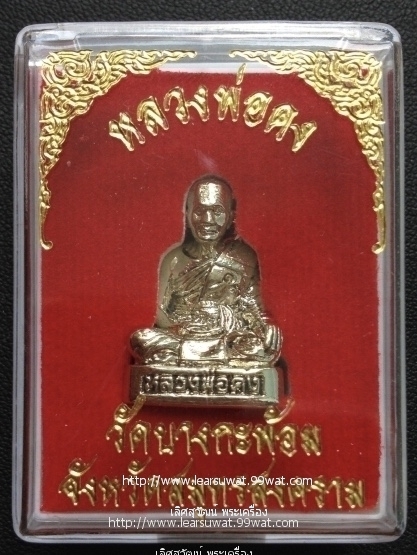 หลวงพ่อคง
หลวงพ่อคง
วัดบางกะพ้อม
จังหวัดสมุทรสงคราม
http://www.learsuwat.99wat.com
เลิศสุวัฒน์ พระเครื่อง
http://www.learsuwat.99wat.com
เลิศสุวัฒน์ พระเครื่อง